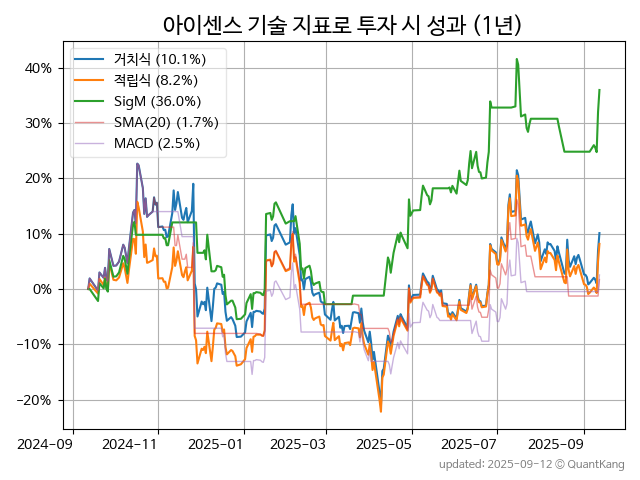 아이센스 기술 지표로 투자 시 성과 (1년)
거치식 (10.1%)
적립식 (8.2%)
SigM (36.0%)
SMA(20) (1.7%)
MACD (2.5%)
40%
30%
20%
10%
0%
−10%
−20%
2024-09 2024-11 2025-01 2025-03 2025-05 2025-07 2025-09
updated: 2025-09-12 ⓒ QuantKang